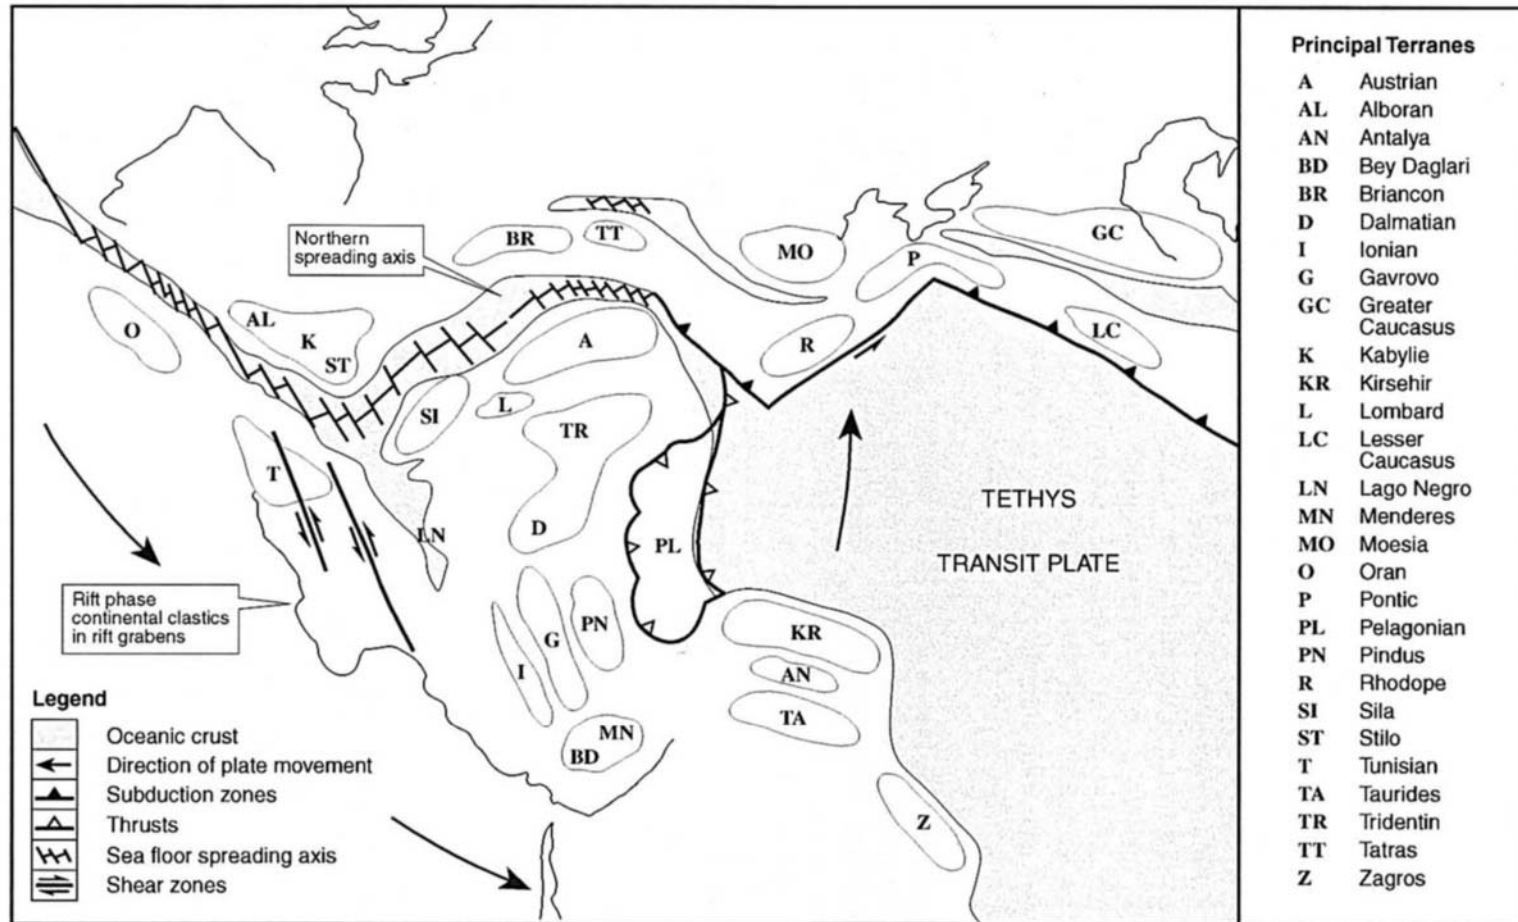 Northern
spreading axis
BR
TT
MO
P
GC
O
AL
K
ST
A
R
LC
SI
L
TR
T
D
LN
PL
TETHYS
TRANSIT PLATE
Rift phase
continental clastics
in rift grabens
I
G
PN
KR
AN
TA
MN
BD
Z
Legend
Oceanic crust
Direction of plate movement
Subduction zones
Thrusts
Sea floor spreading axis
Shear zones
Principal Terranes
A Austrian
AL Alboran
AN Antalya
BD Bey Daglari
BR Briancon
D Dalmatian
I Ionian
G Gavrovo
GC Greater
Caucasus
K Kabylie
KR Kirsehir
L Lombard
LC Lesser
Caucasus
LN Lago Negro
MN Menderes
MO Moesia
O Oran
P Pontic
PL Pelagonian
PN Pindus
R Rhodope
SI Sila
ST Stilo
T Tunisian
TA Taurides
TR Tridentin
TT Tatras
Z Zagros